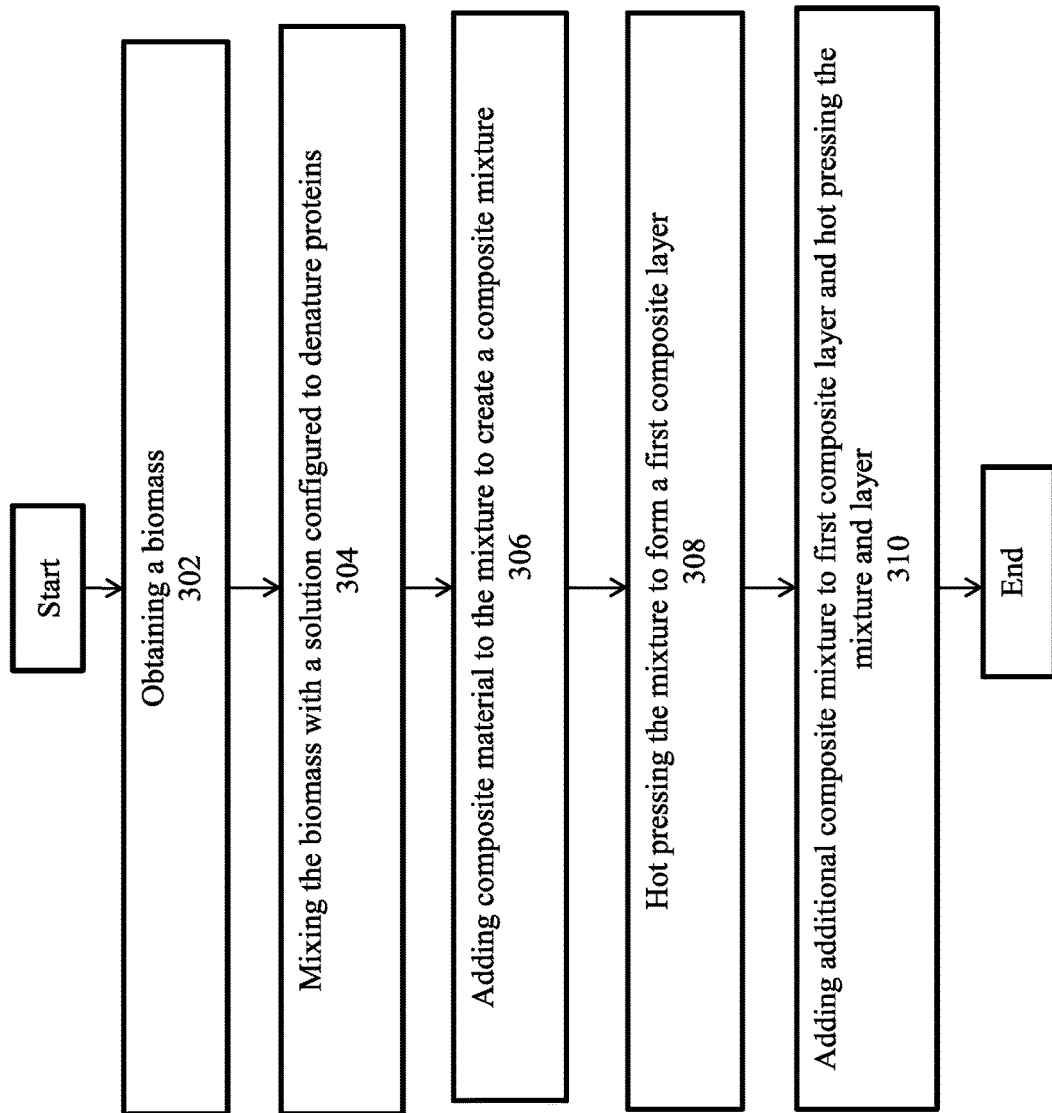 Start
Obtaining a biomass
302
Mixing the biomass with a solution configured to denature proteins
304
Adding composite material to the mixture to create a composite mixture
306
Hot pressing the mixture to form a first composite layer
308
Adding additional composite mixture to first composite layer and hot pressing the
mixture and layer
310
End